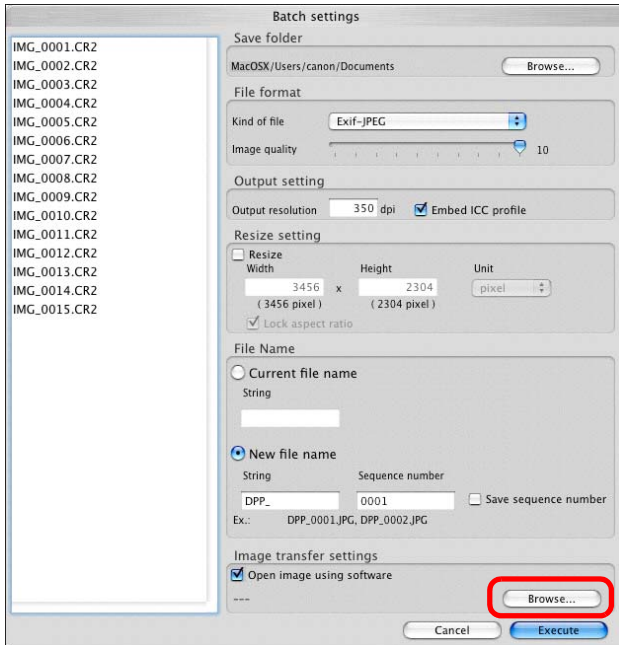 Batch settings
IMG_0001.CR2
IMG_0002.CR2
IMG_0003.CR2
IMG_0004.CR2
IMG_0005.CR2
IMG_0006.CR2
IMG_0007.CR2
IMG_0008.CR2
IMG_0009.CR2
IMG_0010.CR2
IMG_0011.CR2
IMG_0012.CR2
IMG_0013.CR2
IMG_0014.CR2
IMG_0015.CR2
Save folder
MacOSX/Users/canon/Documents Browse...
File format
Kind of file Exif-JPEG
Image quality 10
Output setting
Output resolution 350 dpi Embed ICC profile
Resize setting
Resize
Width Height Unit
3456 x 2304 pixel
(3456 pixel) (2304 pixel)
Lock aspect ratio
File Name
Current file name
String
New file name
String Sequence number
DPP_ 0001 Save sequence number
Ex.: DPP_0001.JPG, DPP_0002.JPG
Image transfer settings
Open image using software
--- Browse...
Cancel Execute